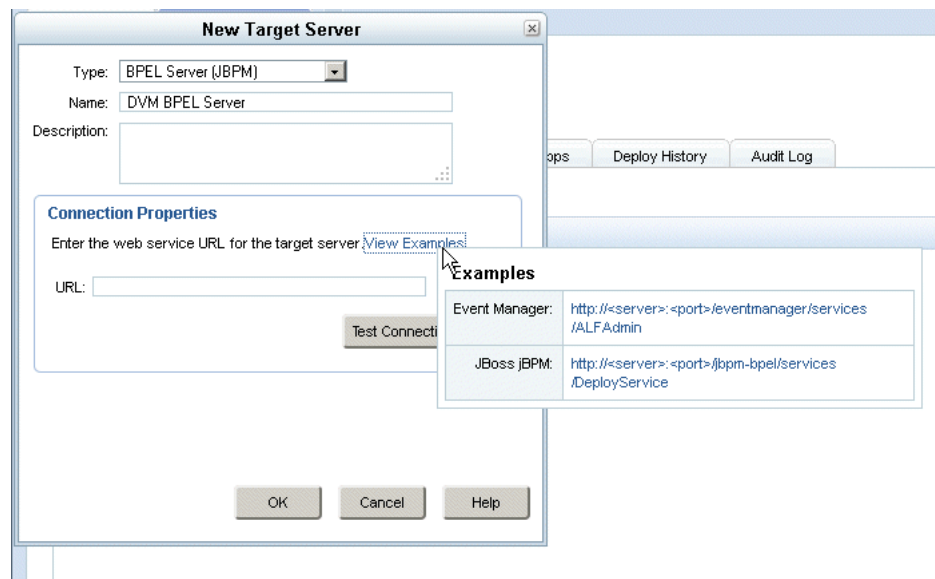 New Target Server
Type: BPEL Server (JBPM)
Name: DVM BPEL Server
Description:
Deploy History
Audit Log
Connection Properties
Enter the web service URL for the target server View Examples
URL:
Test Connecti
Examples
Event Manager: http://<server>:<port>/eventmanager/services
/ALFAdmin
JBoss jBPM: http://<server>:<port>/jbpm-bpel/services
/DeployService
OK
Cancel
Help